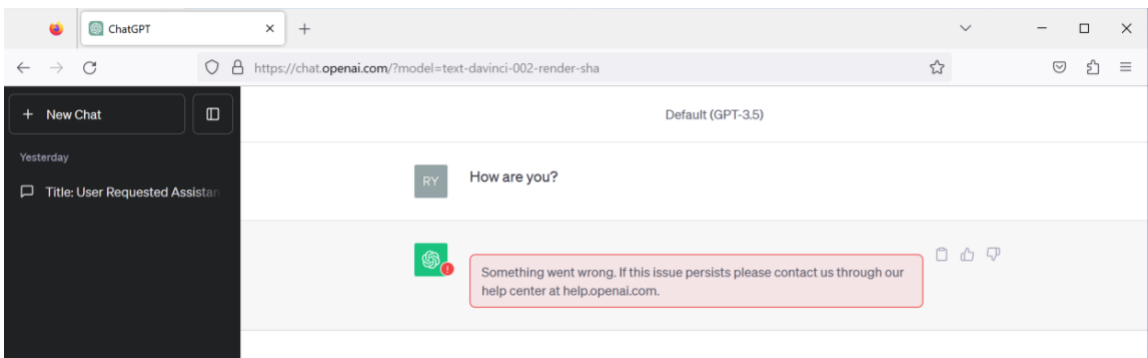 ChatGPT
https://chat.openai.com/?model=text-davinci-002-render-sha
New Chat
Default (GPT-3.5)
Yesterday
Title: User Requested Assistan
RY
How are you?
Something went wrong. If this issue persists please contact us through our
help center at help.openai.com.